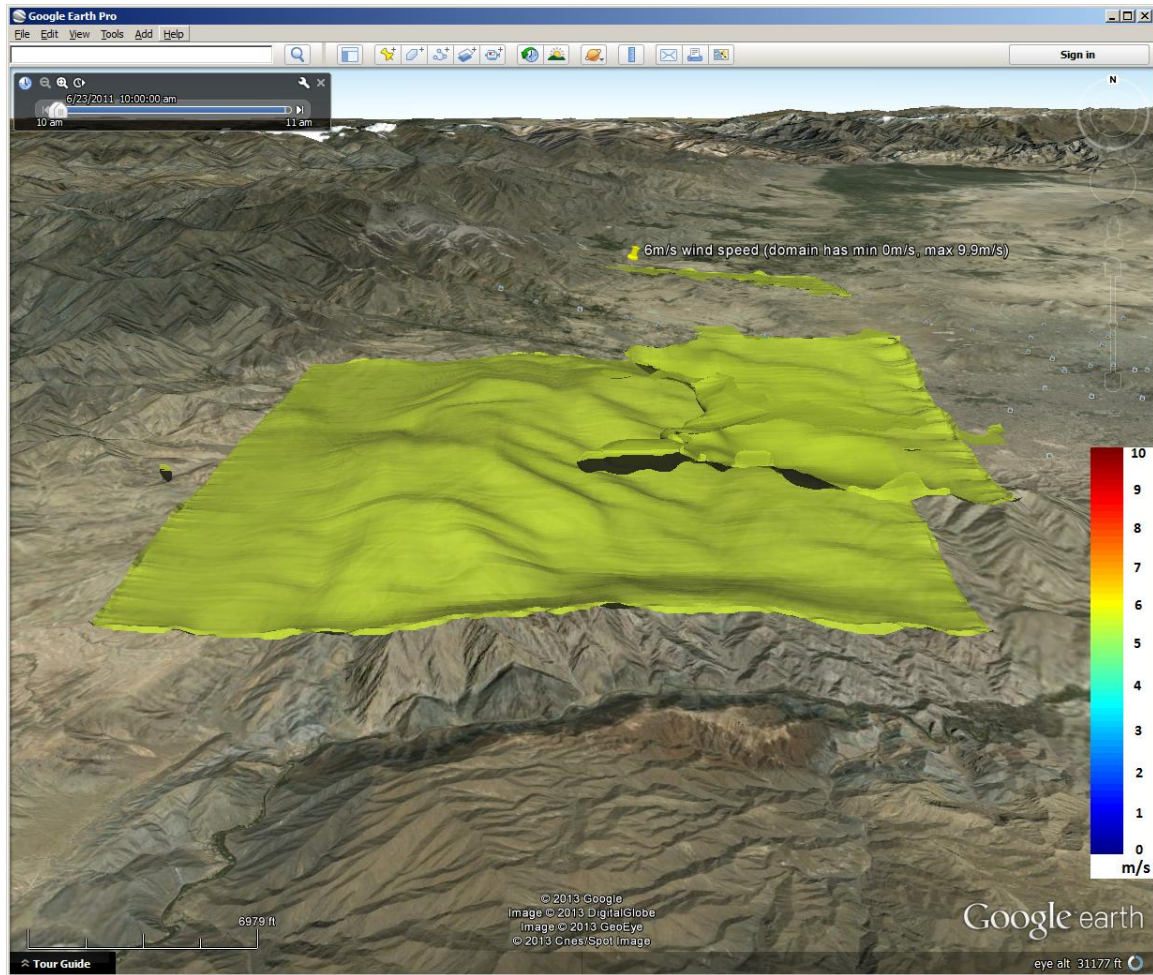 Google Earth Pro
File Edit View Tools Add Help
Sign in
6/23/2011 10:00:00 am
10 am
11 am
N
6m/s wind speed (domain has min 0m/s, max 9.9m/s)
10
9
8
7
6
5
4
3
2
1
0
m/s
© 2013 Google
Image © 2013 DigitalGlobe
Image © 2013 GeoEye
© 2013 Cnes/Spot Image
6979 ft
Google earth
Tour Guide
eye alt 31177 ft